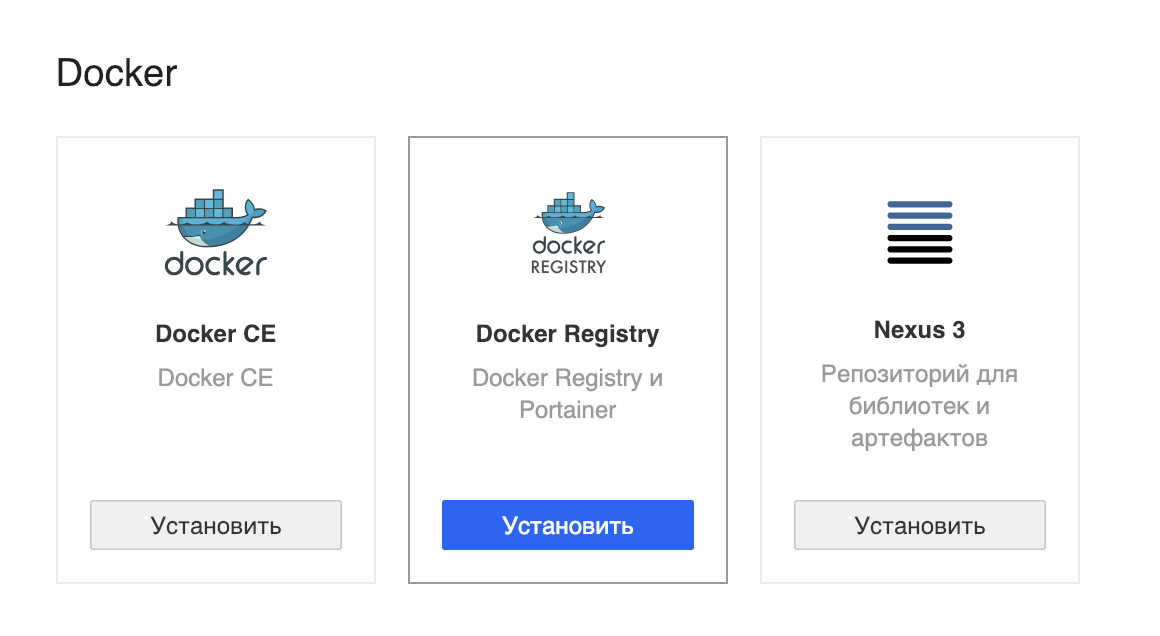 Docker
docker
Docker CE
Docker CE
Установить
docker
REGISTRY
Docker Registry
Docker Registry и
Portainer
Установить
Nexus 3
Репозиторий для
библиотек и
артефактов
Установить